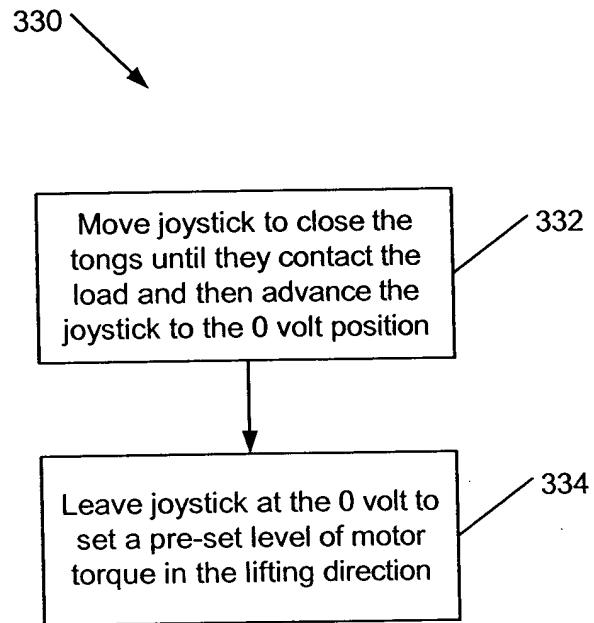 330
Move joystick to close the
tongs until they contact the
load and then advance the
joystick to the 0 volt position
332
Leave joystick at the 0 volt to
set a pre-set level of motor
torque in the lifting direction
334